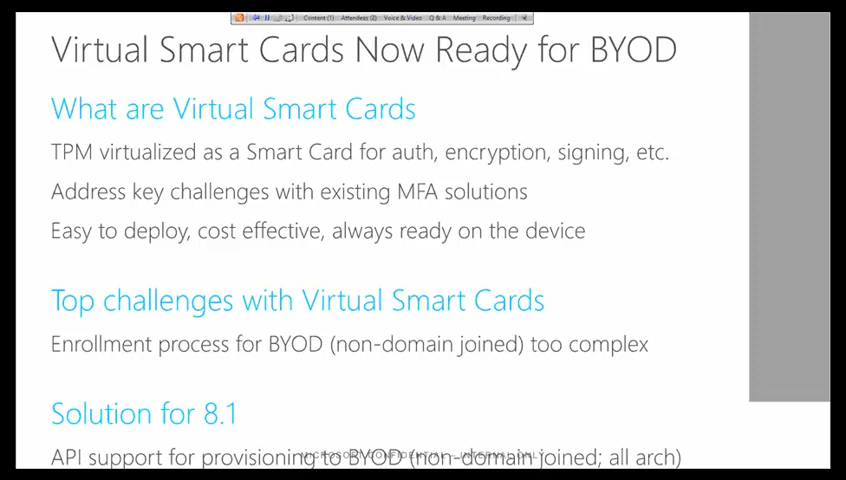 Content (1) Attendees (2) Voice & Video Q & A Meeting Recording
Virtual Smart Cards Now Ready for BYOD
What are Virtual Smart Cards
TPM virtualized as a Smart Card for auth, encryption, signing, etc.
Address key challenges with existing MFA solutions
Easy to deploy, cost effective, always ready on the device
Top challenges with Virtual Smart Cards
Enrollment process for BYOD (non-domain joined) too complex
Solution for 8.1
API support for provisioning to BYOD (non-domain joined; all arch)
MICROSOFT CONFIDENTIAL – INTERNAL ONLY